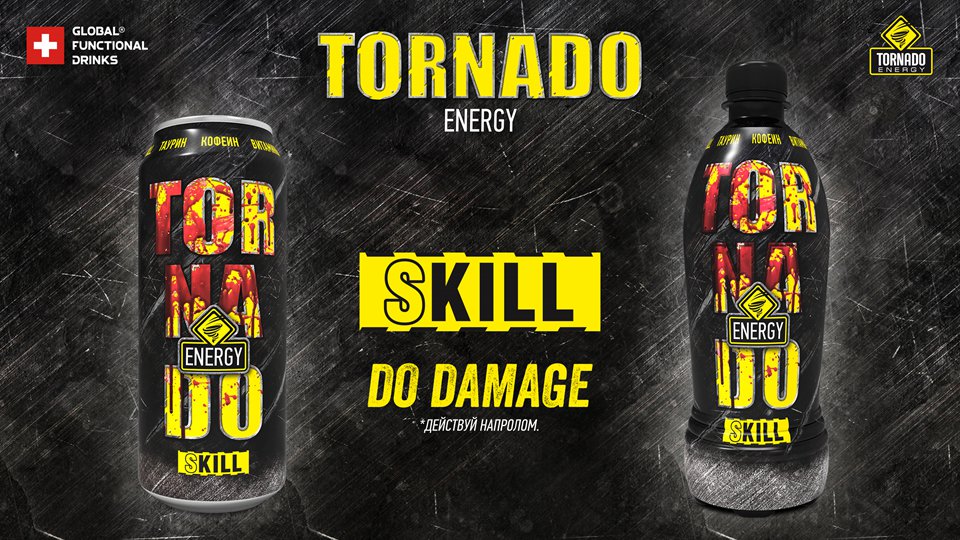 GLOBAL®
FUNCTIONAL
DRINKS
TORNADO
ENERGY
TORNADO
ENERGY
ТАУРИН КОФЕИН
TOR
NA
ENERGY
DO
SKILL
SKILL
DO DAMAGE
*ДЕЙСТВУЙ НАПРОЛОМ.
ТАУРИН КОФЕИН
TOR
NA
ENERGY
DO
SKILL